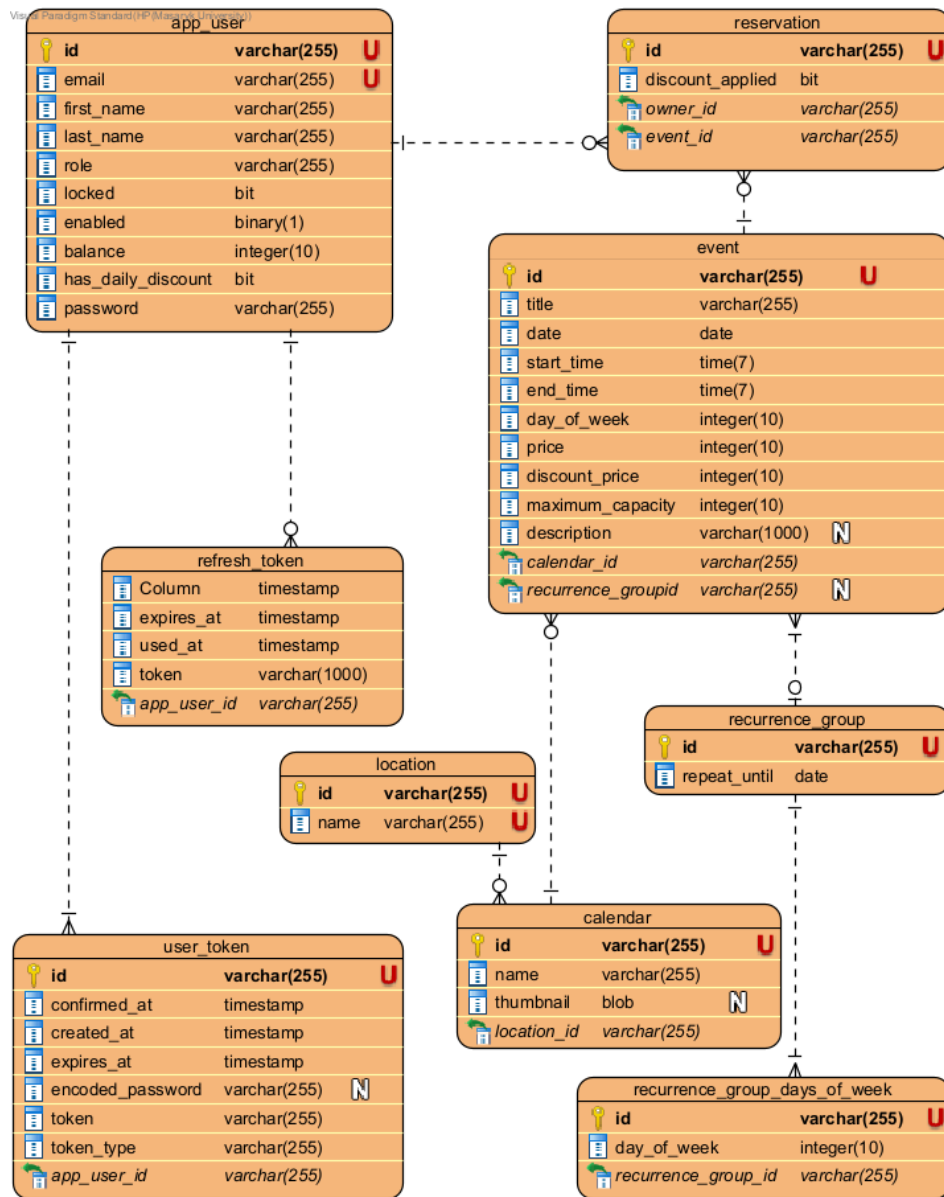 Visual Paradigm Standard(HP(Masaryk University))
app_user
id varchar(255) U
email varchar(255) U
first_name varchar(255)
last_name varchar(255)
role varchar(255)
locked bit
enabled binary(1)
balance integer(10)
has_daily_discount bit
password varchar(255)
reservation
id varchar(255) U
discount_applied bit
owner_id varchar(255)
event_id varchar(255)
event
id varchar(255) U
title varchar(255)
date date
start_time time(7)
end_time time(7)
day_of_week integer(10)
price integer(10)
discount_price integer(10)
maximum_capacity integer(10)
description varchar(1000) N
calendar_id varchar(255)
recurrence_groupid varchar(255) N
refresh_token
Column timestamp
expires_at timestamp
used_at timestamp
token varchar(1000)
app_user_id varchar(255)
recurrence_group
id varchar(255) U
repeat_until date
location
id varchar(255) U
name varchar(255) U
calendar
id varchar(255) U
name varchar(255)
thumbnail blob N
location_id varchar(255)
user_token
id varchar(255) U
confirmed_at timestamp
created_at timestamp
expires_at timestamp
encoded_password varchar(255) N
token varchar(255)
token_type varchar(255)
app_user_id varchar(255)
recurrence_group_days_of_week
id varchar(255) U
day_of_week integer(10)
recurrence_group_id varchar(255)